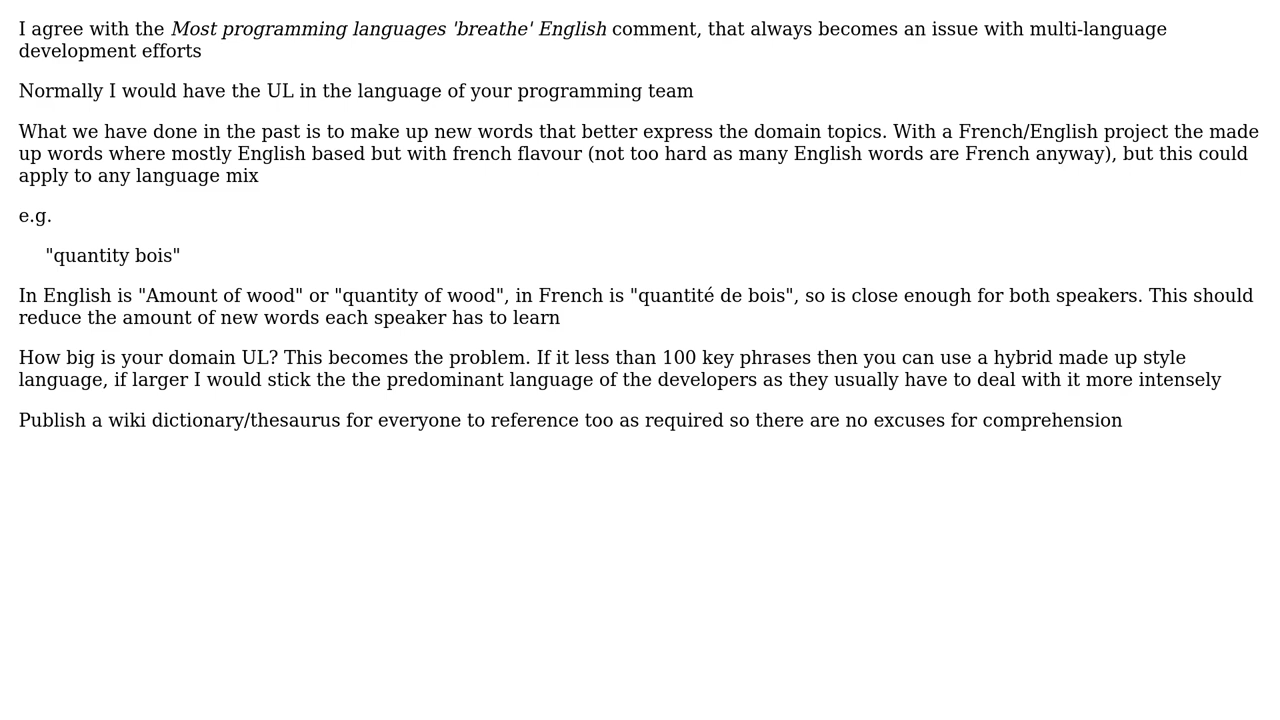 I agree with the Most programming languages 'breathe' English comment, that always becomes an issue with multi-language
development efforts
Normally I would have the UL in the language of your programming team
What we have done in the past is to make up new words that better express the domain topics. With a French/English project the made
up words where mostly English based but with french flavour (not too hard as many English words are French anyway), but this could
apply to any language mix
e.g.
"quantity bois"
In English is "Amount of wood" or "quantity of wood", in French is "quantité de bois", so is close enough for both speakers. This should
reduce the amount of new words each speaker has to learn
How big is your domain UL? This becomes the problem. If it less than 100 key phrases then you can use a hybrid made up style
language, if larger I would stick the the predominant language of the developers as they usually have to deal with it more intensely
Publish a wiki dictionary/thesaurus for everyone to reference too as required so there are no excuses for comprehension